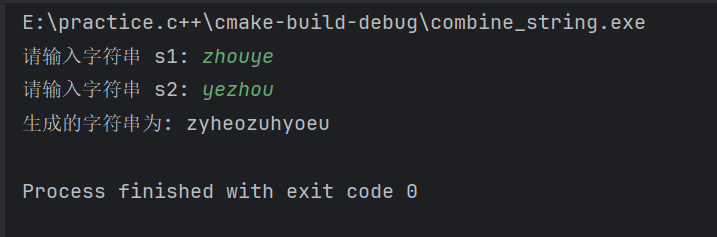 E:\practice.c++\cmake-build-debug\combine_string.exe
请输入字符串 s1: zhouye
请输入字符串 s2: yezhou
生成的字符串为: zyheozuhyoeu
Process finished with exit code 0